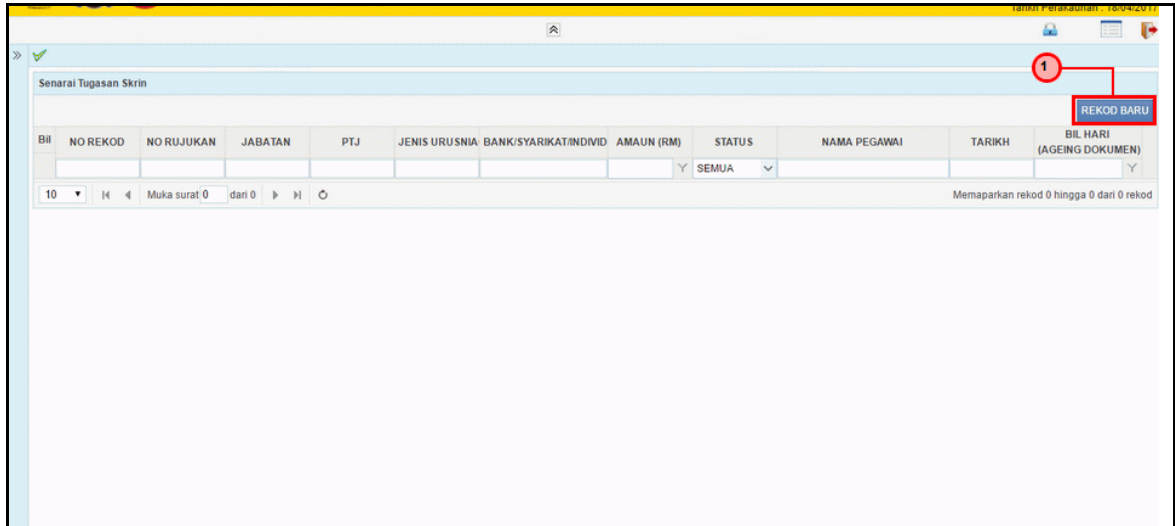 Tarikh Perakaunan : 18/04/2017
1
Senarai Tugasan Skrin
REKOD BARU
Bil NO REKOD NO RUJUKAN JABATAN PTJ JENIS URUSNIA BANK/SYARIKAT/INDIVID AMAUN (RM) STATUS NAMA PEGAWAI TARIKH BIL HARI
(AGEING DOKUMEN)
SEMUA
10 Muka surat 0 dari 0 Memaparkan rekod 0 hingga 0 dari 0 rekod